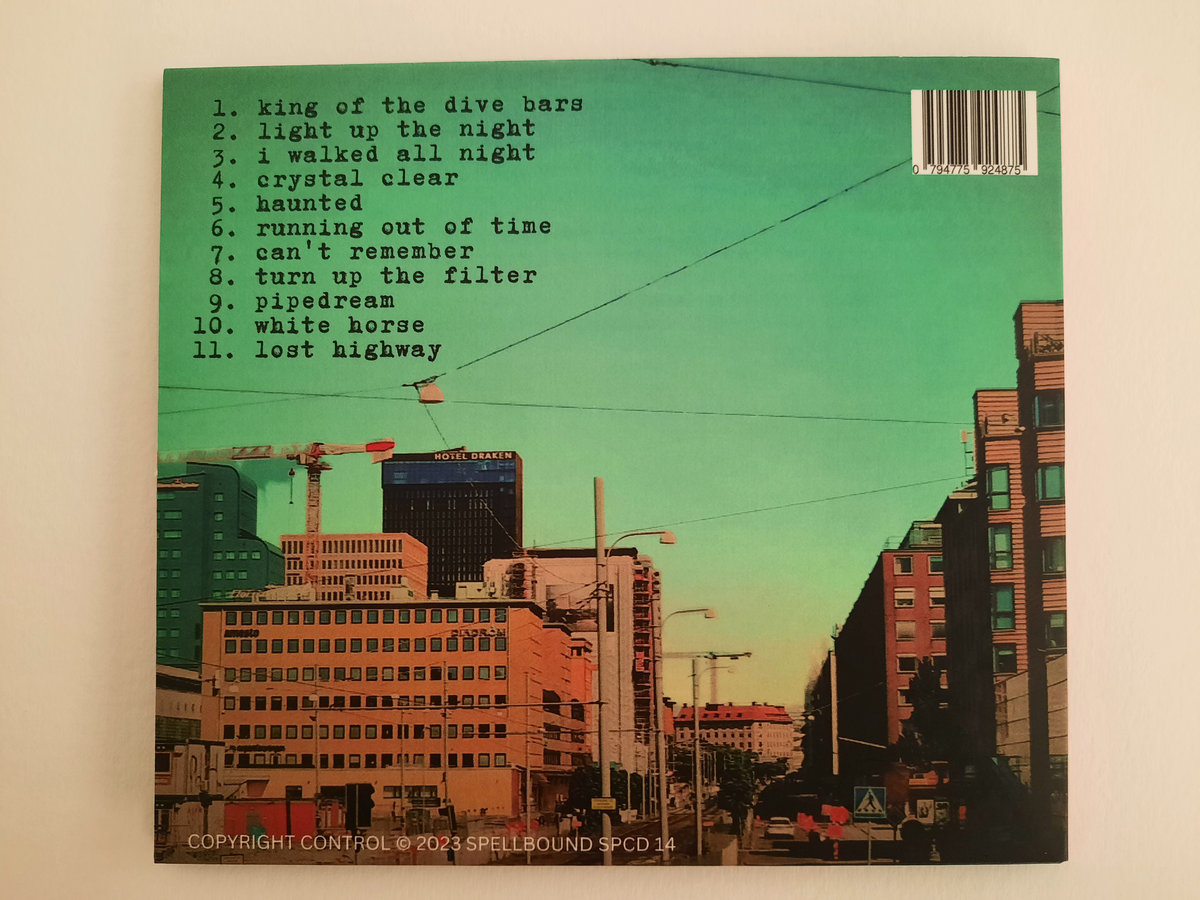 1. king of the dive bars
2. light up the night
3. i walked all night
4. crystal clear
5. haunted
6. running out of time
7. can't remember
8. turn up the filter
9. pipedream
10. white horse
11. lost highway
0 794775 924875
HOTEL DRAKEN
COPYRIGHT CONTROL © 2023 SPELLBOUND SPCD 14